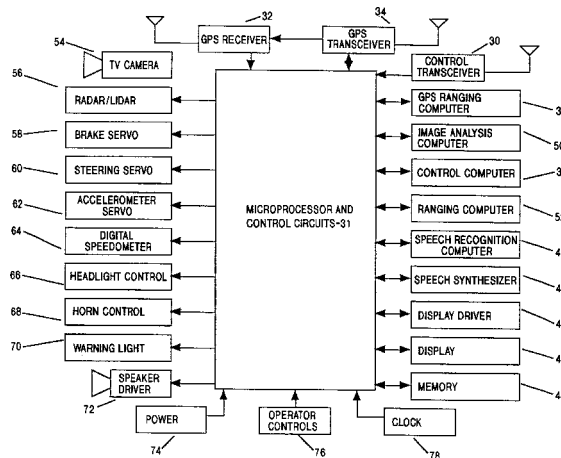 32
34
54
GPS RECEIVER
GPS
TRANSCEIVER
30
TV CAMERA
CONTROL
TRANSCEIVER
56
RADAR/LIDAR
GPS RANGING
COMPUTER
58
BRAKE SERVO
IMAGE ANALYSIS
COMPUTER
60
STEERING SERVO
CONTROL COMPUTER
62
ACCELEROMETER
SERVO
MICROPROCESSOR AND
CONTROL CIRCUITS-31
RANGING COMPUTER
64
DIGITAL
SPEEDOMETER
SPEECH RECOGNITION
COMPUTER
66
HEADLIGHT CONTROL
SPEECH SYNTHESIZER
68
HORN CONTROL
DISPLAY DRIVER
70
WARNING LIGHT
DISPLAY
SPEAKER
DRIVER
MEMORY
72
POWER
OPERATOR
CONTROLS
CLOCK
74
76
78